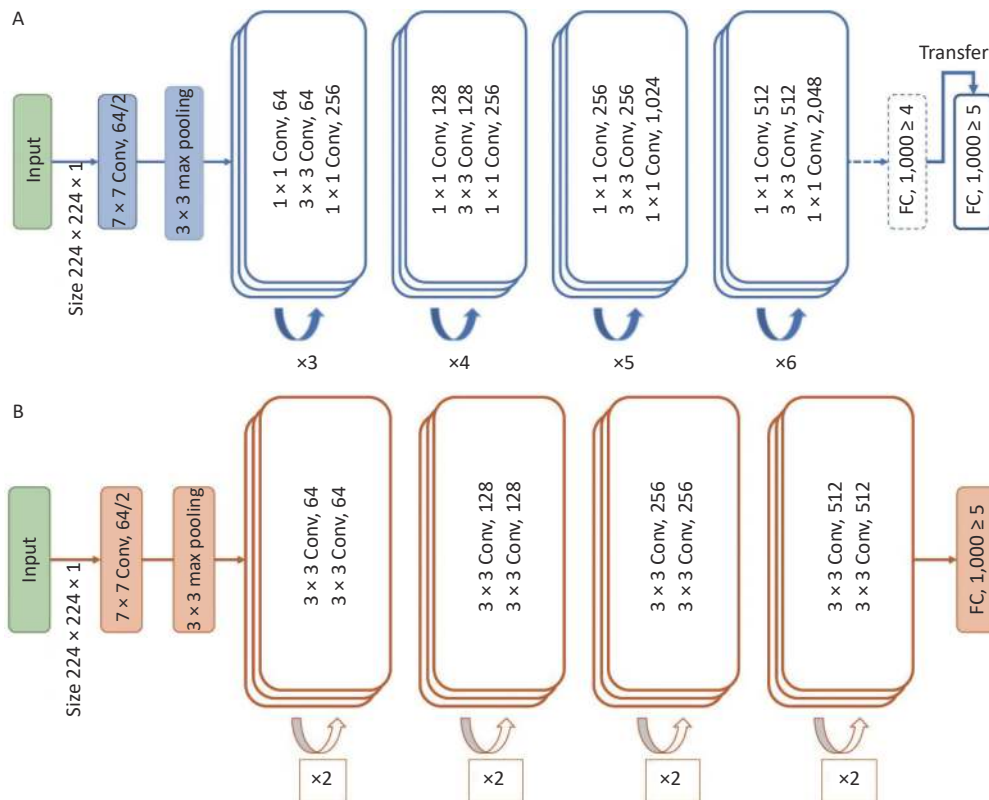 A
Input
Size 224 × 224 × 1
7 × 7 Conv, 64/2
3 × 3 max pooling
1 × 1 Conv, 64
3 × 3 Conv, 64
1 × 1 Conv, 256
×3
1 × 1 Conv, 128
3 × 3 Conv, 128
1 × 1 Conv, 256
×4
1 × 1 Conv, 256
3 × 3 Conv, 256
1 × 1 Conv, 1,024
×5
1 × 1 Conv, 512
3 × 3 Conv, 512
1 × 1 Conv, 2,048
×6
FC, 1,000 ≥ 4
Transfer
FC, 1,000 ≥ 5
B
Input
Size 224 × 224 × 1
7 × 7 Conv, 64/2
3 × 3 max pooling
3 × 3 Conv, 64
3 × 3 Conv, 64
×2
3 × 3 Conv, 128
3 × 3 Conv, 128
×2
3 × 3 Conv, 256
3 × 3 Conv, 256
×2
3 × 3 Conv, 512
3 × 3 Conv, 512
×2
FC, 1,000 ≥ 5